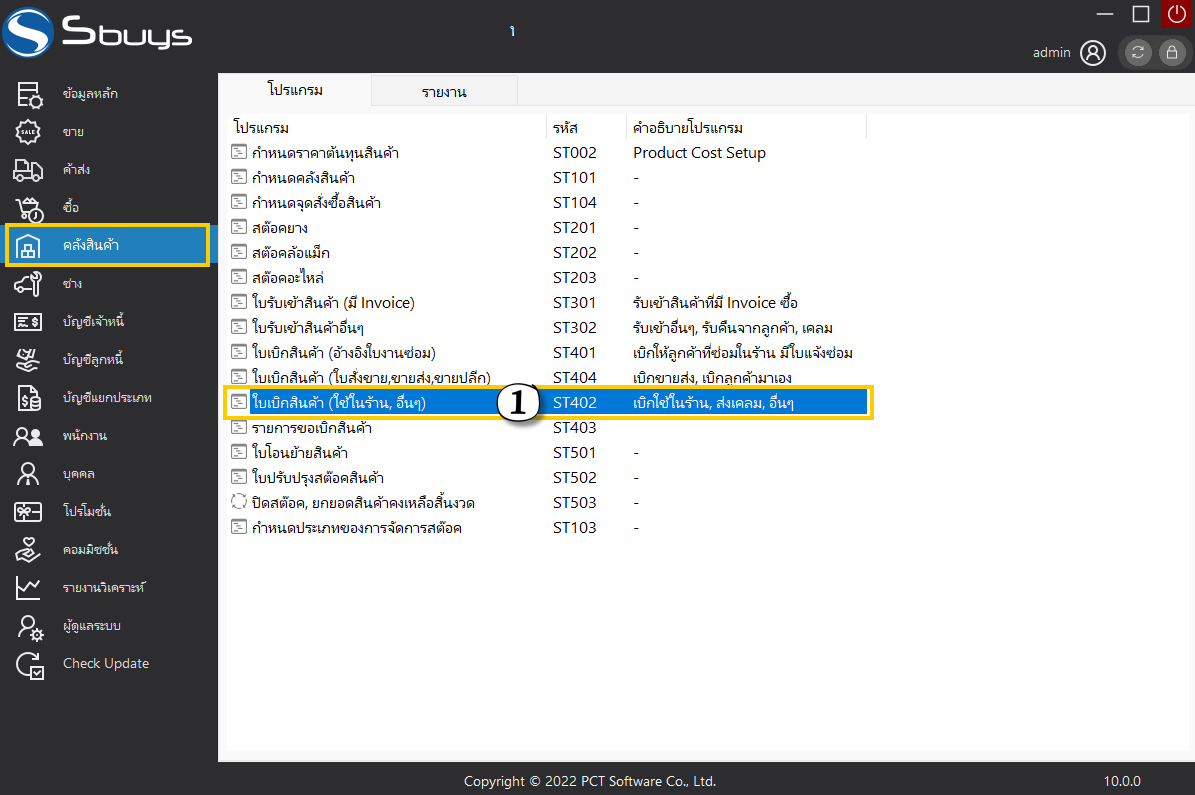 Sbuys
1
admin
ข้อมูลหลัก
ขาย
ค้าส่ง
ซื้อ
คลังสินค้า
ช่าง
บัญชีเจ้าหนี้
บัญชีลูกหนี้
บัญชีแยกประเภท
พนักงาน
บุคคล
โปรโมชั่น
คอมมิชชั่น
รายงานวิเคราะห์
ผู้ดูแลระบบ
Check Update
โปรแกรม รายงาน
โปรแกรม รหัส คำอธิบายโปรแกรม
กำหนดราคาต้นทุนสินค้า ST002 Product Cost Setup
กำหนดคลังสินค้า ST101 -
กำหนดจุดสั่งซื้อสินค้า ST104 -
สต๊อคยาง ST201 -
สต๊อคล้อแม็ก ST202 -
สต๊อคอะไหล่ ST203 -
ใบรับเข้าสินค้า (มี Invoice) ST301 รับเข้าสินค้าที่มี Invoice ซื้อ
ใบรับเข้าสินค้าอื่นๆ ST302 รับเข้าอื่นๆ, รับคืนจากลูกค้า, เคลม
ใบเบิกสินค้า (อ้างอิงใบงานซ่อม) ST401 เบิกให้ลูกค้าที่ซ่อมในร้าน มีใบแจ้งซ่อม
ใบเบิกสินค้า (ใบสั่งขาย,ขายส่ง,ขายปลีก) ST404 เบิกขายส่ง, เบิกลูกค้ามาเอง
ใบเบิกสินค้า (ใช้ในร้าน, อื่นๆ) 1 ST402 เบิกใช้ในร้าน, ส่งเคลม, อื่นๆ
รายการขอเบิกสินค้า ST403
ใบโอนย้ายสินค้า ST501 -
ใบปรับปรุงสต๊อคสินค้า ST502 -
ปิดสต๊อค, ยกยอดสินค้าคงเหลือสิ้นงวด ST503 -
กำหนดประเภทของการจัดการสต๊อค ST103 -
Copyright © 2022 PCT Software Co., Ltd. 10.0.0